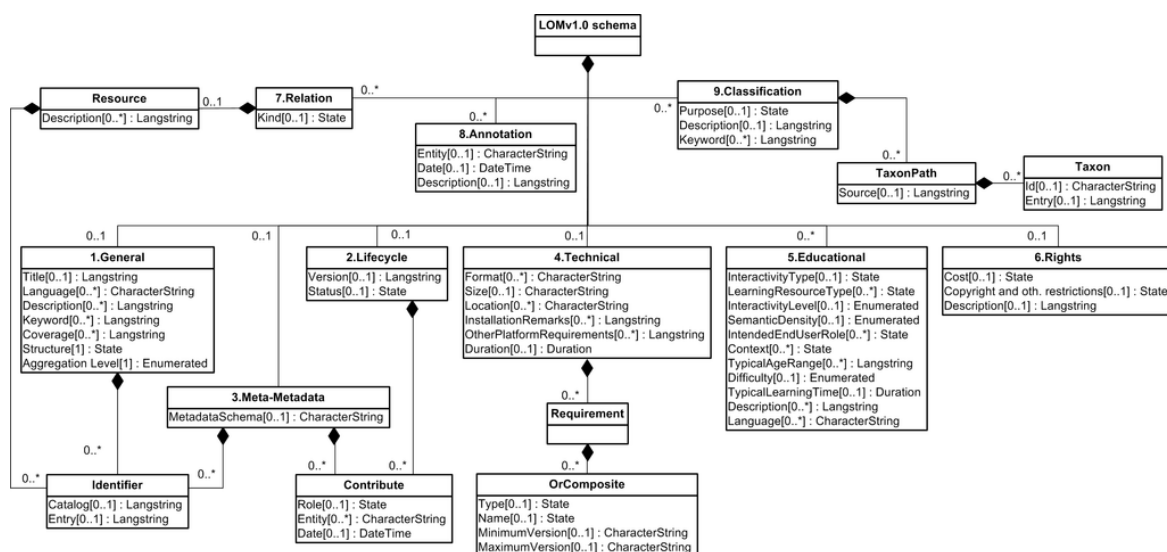 LOMv1.0 schema
Resource
Description[0..*] : Langstring
0..1
7.Relation
Kind[0..1] : State
0..*
0..*
8.Annotation
Entity[0..1] : CharacterString
Date[0..1] : DateTime
Description[0..1] : Langstring
0..*
9.Classification
Purpose[0..1] : State
Description[0..1] : Langstring
Keyword[0..*] : Langstring
0..*
TaxonPath
Source[0..1] : Langstring
0..*
Taxon
Id[0..1] : CharacterString
Entry[0..1] : Langstring
0..1
1.General
Title[0..1] : Langstring
Language[0..*] : CharacterString
Description[0..*] : Langstring
Keyword[0..*] : Langstring
Coverage[0..*] : Langstring
Structure[1] : State
Aggregation Level[1] : Enumerated
0..1
0..1
2.Lifecycle
Version[0..1] : Langstring
Status[0..1] : State
0..1
4.Technical
Format[0..*] : CharacterString
Size[0..1] : CharacterString
Location[0..*] : CharacterString
InstallationRemarks[0..*] : Langstring
OtherPlatformRequirements[0..*] : Langstring
Duration[0..1] : Duration
0..*
5.Educational
InteractivityType[0..1] : State
LearningResourceType[0..*] : State
InteractivityLevel[0..1] : Enumerated
SemanticDensity[0..1] : Enumerated
IntendedEndUserRole[0..*] : State
Context[0..*] : State
TypicalAgeRange[0..*] : Langstring
Difficulty[0..1] : Enumerated
TypicalLearningTime[0..1] : Duration
Description[0..*] : Langstring
Language[0..*] : CharacterString
0..1
6.Rights
Cost[0..1] : State
Copyright and oth. restrictions[0..1] : State
Description[0..1] : Langstring
3.Meta-Metadata
MetadataSchema[0..1] : CharacterString
0..*
Requirement
0..*
0..*
0..*
0..*
0..*
0..*
Identifier
Catalog[0..1] : Langstring
Entry[0..1] : Langstring
Contribute
Role[0..1] : State
Entity[0..*] : CharacterString
Date[0..1] : DateTime
OrComposite
Type[0..1] : State
Name[0..1] : State
MinimumVersion[0..1] : CharacterString
MaximumVersion[0..1] : CharacterString